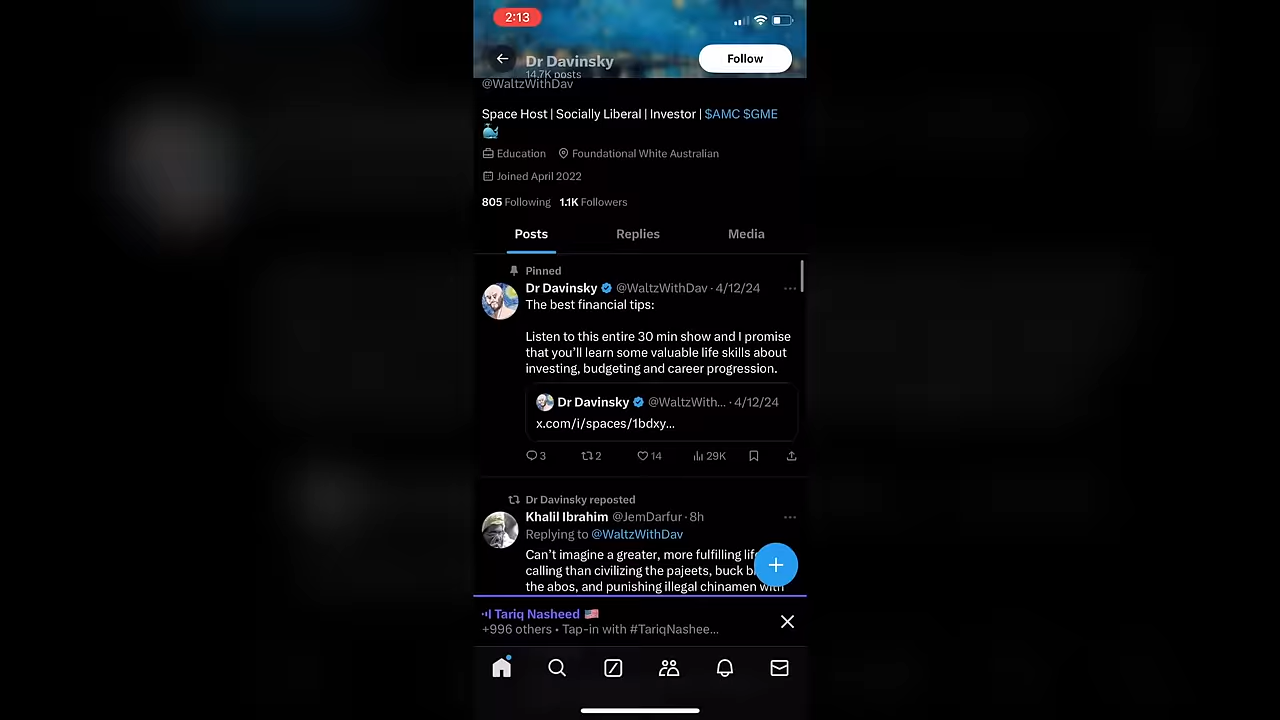 2:13
Dr Davinsky
14.7K posts
Follow
@WaltzWithDav
Space Host | Socially Liberal | Investor | $AMC $GME
Education Foundational White Australian
Joined April 2022
805 Following 1.1K Followers
Posts Replies Media
Pinned
Dr Davinsky @WaltzWithDav · 4/12/24
The best financial tips:
Listen to this entire 30 min show and I promise
that you'll learn some valuable life skills about
investing, budgeting and career progression.
Dr Davinsky @WaltzWith... · 4/12/24
x.com/i/spaces/1bdxy...
3 2 14 29K
Dr Davinsky reposted
Khalil Ibrahim @JemDarfur · 8h
Replying to @WaltzWithDav
Can't imagine a greater, more fulfilling
calling than civilizing the pajeets, buck
the abos, and punishing illegal chinamen with
Tariq Nasheed
+996 others • Tap-in with #TariqNashee...